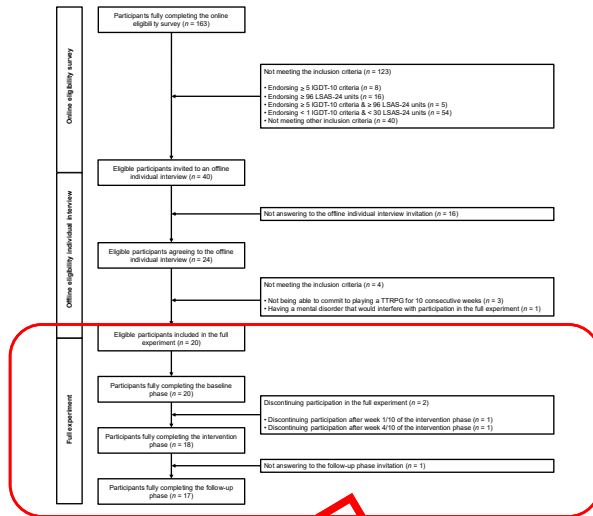 Participants fully completing the online
eligibility survey (n = 163)
Not meeting the inclusion criteria (n = 123)
• Endorsing ≥ 5 IGDT-10 criteria (n = 8)
• Endorsing ≥ 96 LSAS-24 units (n = 16)
• Endorsing ≥ 5 IGDT-10 criteria & ≥ 96 LSAS-24 units (n = 5)
• Endorsing < 1 IGDT-10 criteria & < 30 LSAS-24 units (n = 54)
• Not meeting other inclusion criteria (n = 40)
Online eligibility survey
Eligible participants invited to an offline
individual interview (n = 40)
Not answering to the offline individual interview invitation (n = 16)
Eligible participants agreeing to the offline
individual interview (n = 24)
Not meeting the inclusion criteria (n = 4)
• Not being able to commit to playing a TTRPG for 10 consecutive weeks (n = 3)
• Having a mental disorder that would interfere with participation in the full experiment (n = 1)
Offline eligibility individual interview
Eligible participants included in the full
experiment (n = 20)
Participants fully completing the baseline
phase (n = 20)
Discontinuing participation in the full experiment (n = 2)
• Discontinuing participation after week 1/10 of the intervention phase (n = 1)
• Discontinuing participation after week 4/10 of the intervention phase (n = 1)
Participants fully completing the intervention
phase (n = 18)
Not answering to the follow-up phase invitation (n = 1)
Participants fully completing the follow-up
phase (n = 17)
Full experiment